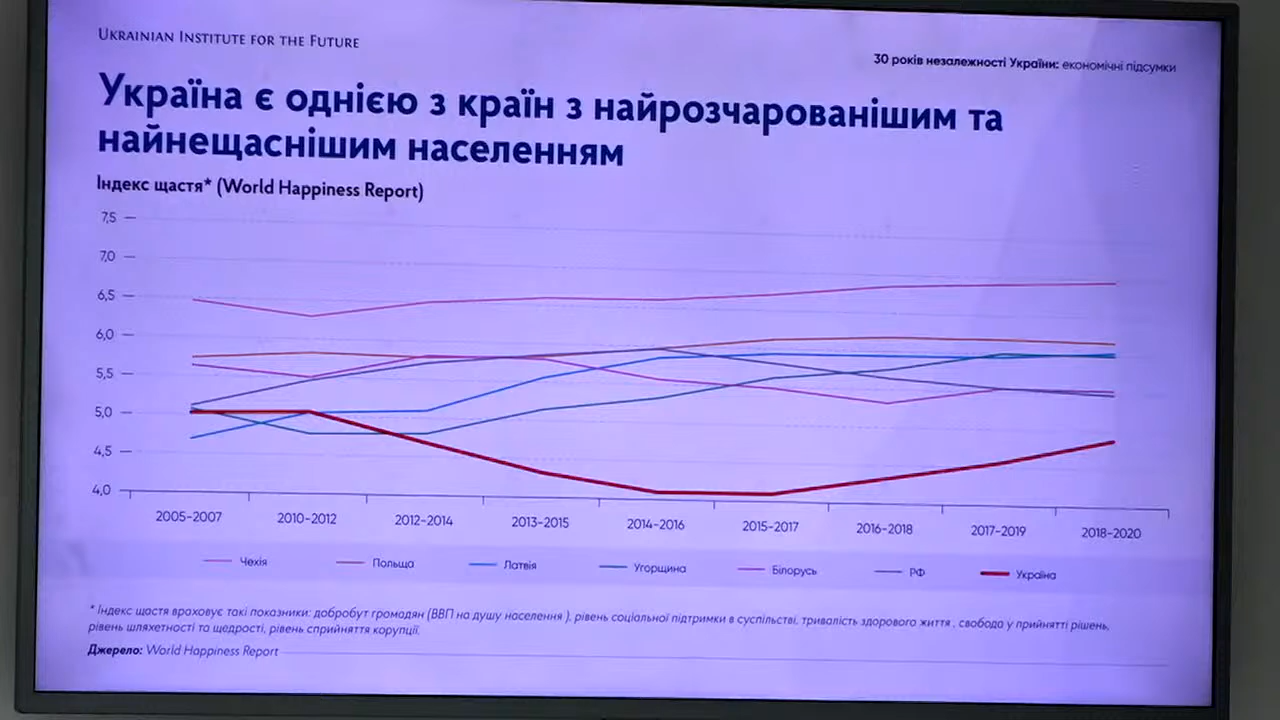 UKRAINIAN INSTITUTE FOR THE FUTURE
30 років незалежності України: економічні підсумки
Україна є однією з країн з найрозчарованішим та
найнещаснішим населенням
Індекс щастя* (World Happiness Report)
7,5
7,0
6,5
6,0
5,5
5,0
4,5
4,0
2005-2007 2010-2012 2012-2014 2013-2015 2014-2016 2015-2017 2016-2018 2017-2019 2018-2020
Чехія Польща Латвія Угорщина Білорусь РФ Україна
* Індекс щастя враховує такі показники: добробут громадян (ВВП на душу населення ), рівень соціальної підтримки в суспільстві, тривалість здорового життя , свобода у прийнятті рішень,
рівень шляхетності та щедрості, рівень сприйняття корупції.
Джерело: World Happiness Report